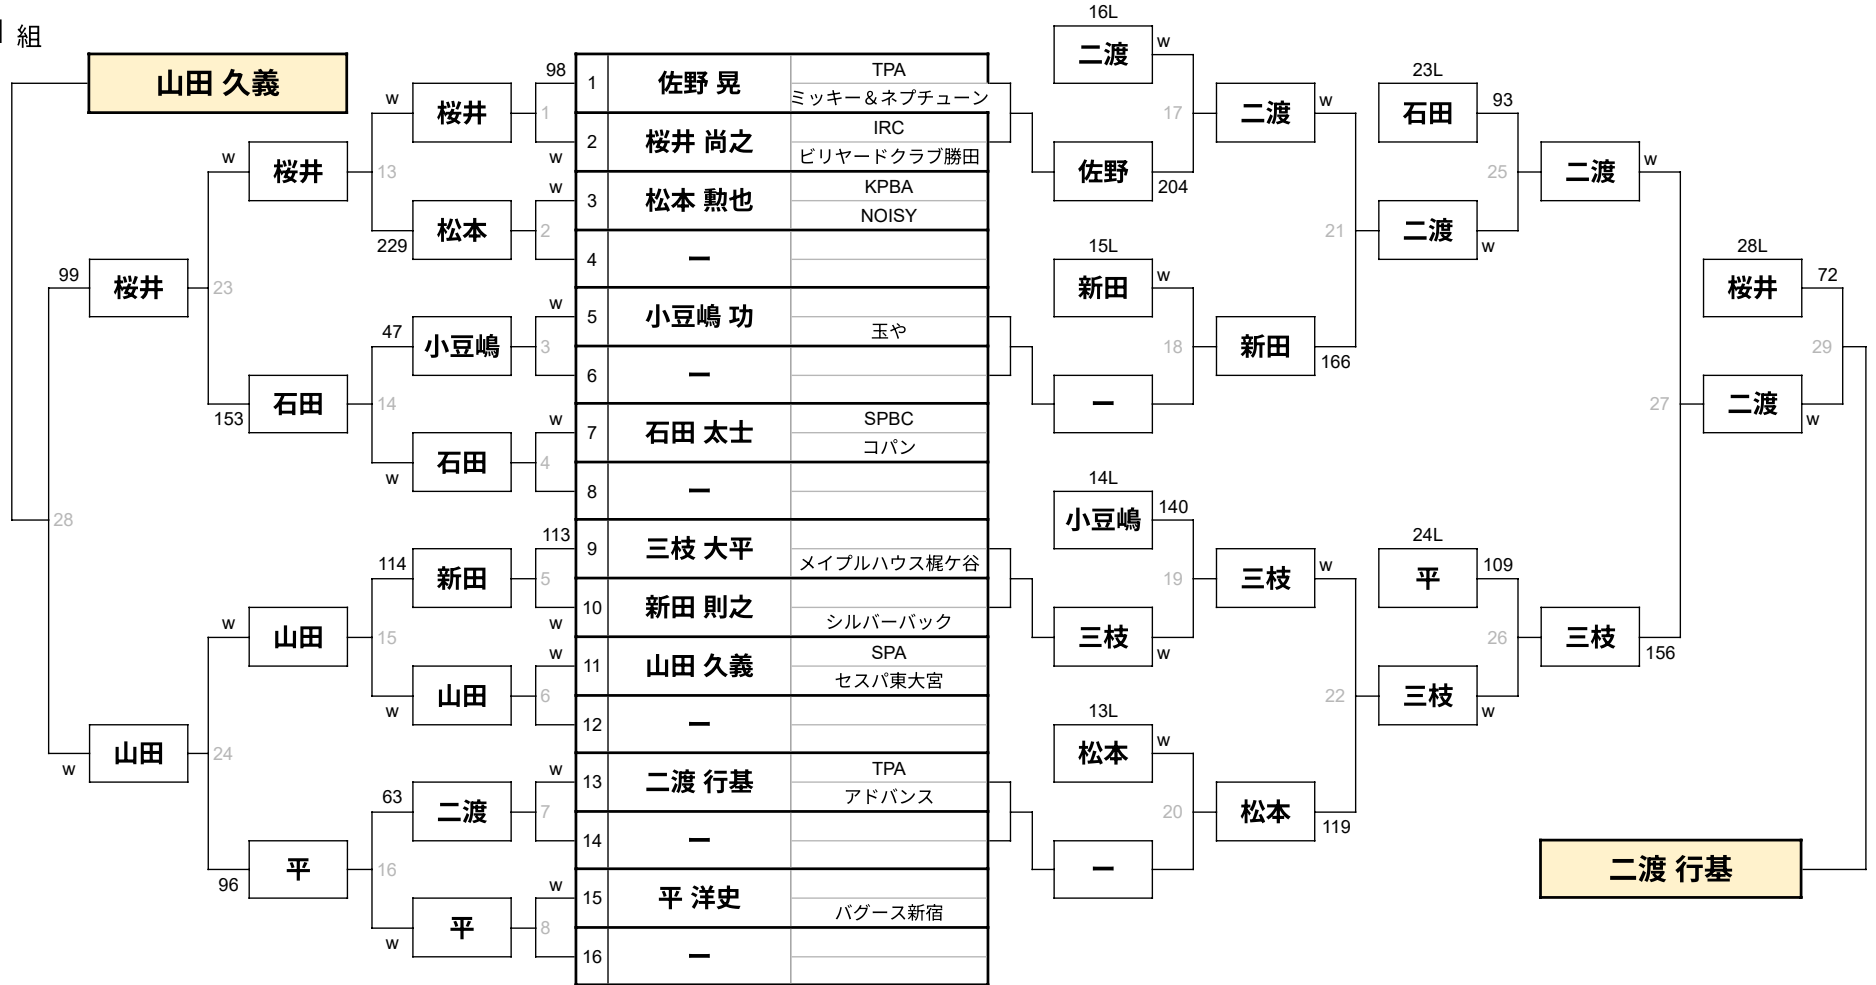 組
山田 久義
桜井
99
w
桜井
153
石田
w
山田
w
山田
96
平
w
桜井
229
松本
47
小豆嶋
w
石田
114
新田
w
山田
63
二渡
w
平
23
28
24
13
14
15
16
98
1
w
w
2
w
3
w
4
113
5
w
w
6
w
7
w
8
1 佐野 晃 TPA
ミッキー＆ネプチューン
2 桜井 尚之 IRC
ビリヤードクラブ勝田
3 松本 勲也 KPBA
NOISY
4 ー
5 小豆嶋 功
玉や
6 ー
7 石田 太士 SPBC
コパン
8 ー
9 三枝 大平
メイプルハウス梶ケ谷
10 新田 則之
シルバーバック
11 山田 久義 SPA
セスパ東大宮
12 ー
13 二渡 行基 TPA
アドバンス
14 ー
15 平 洋史
バグース新宿
16 ー
16L
二渡
w
17
佐野
204
15L
新田
w
18
ー
14L
小豆嶋
140
19
三枝
w
13L
松本
w
20
ー
二渡
w
21
新田
166
三枝
w
22
松本
119
23L
石田
93
25
二渡
w
24L
平
109
26
三枝
w
二渡
w
27
三枝
156
28L
桜井
72
29
二渡
w
二渡 行基